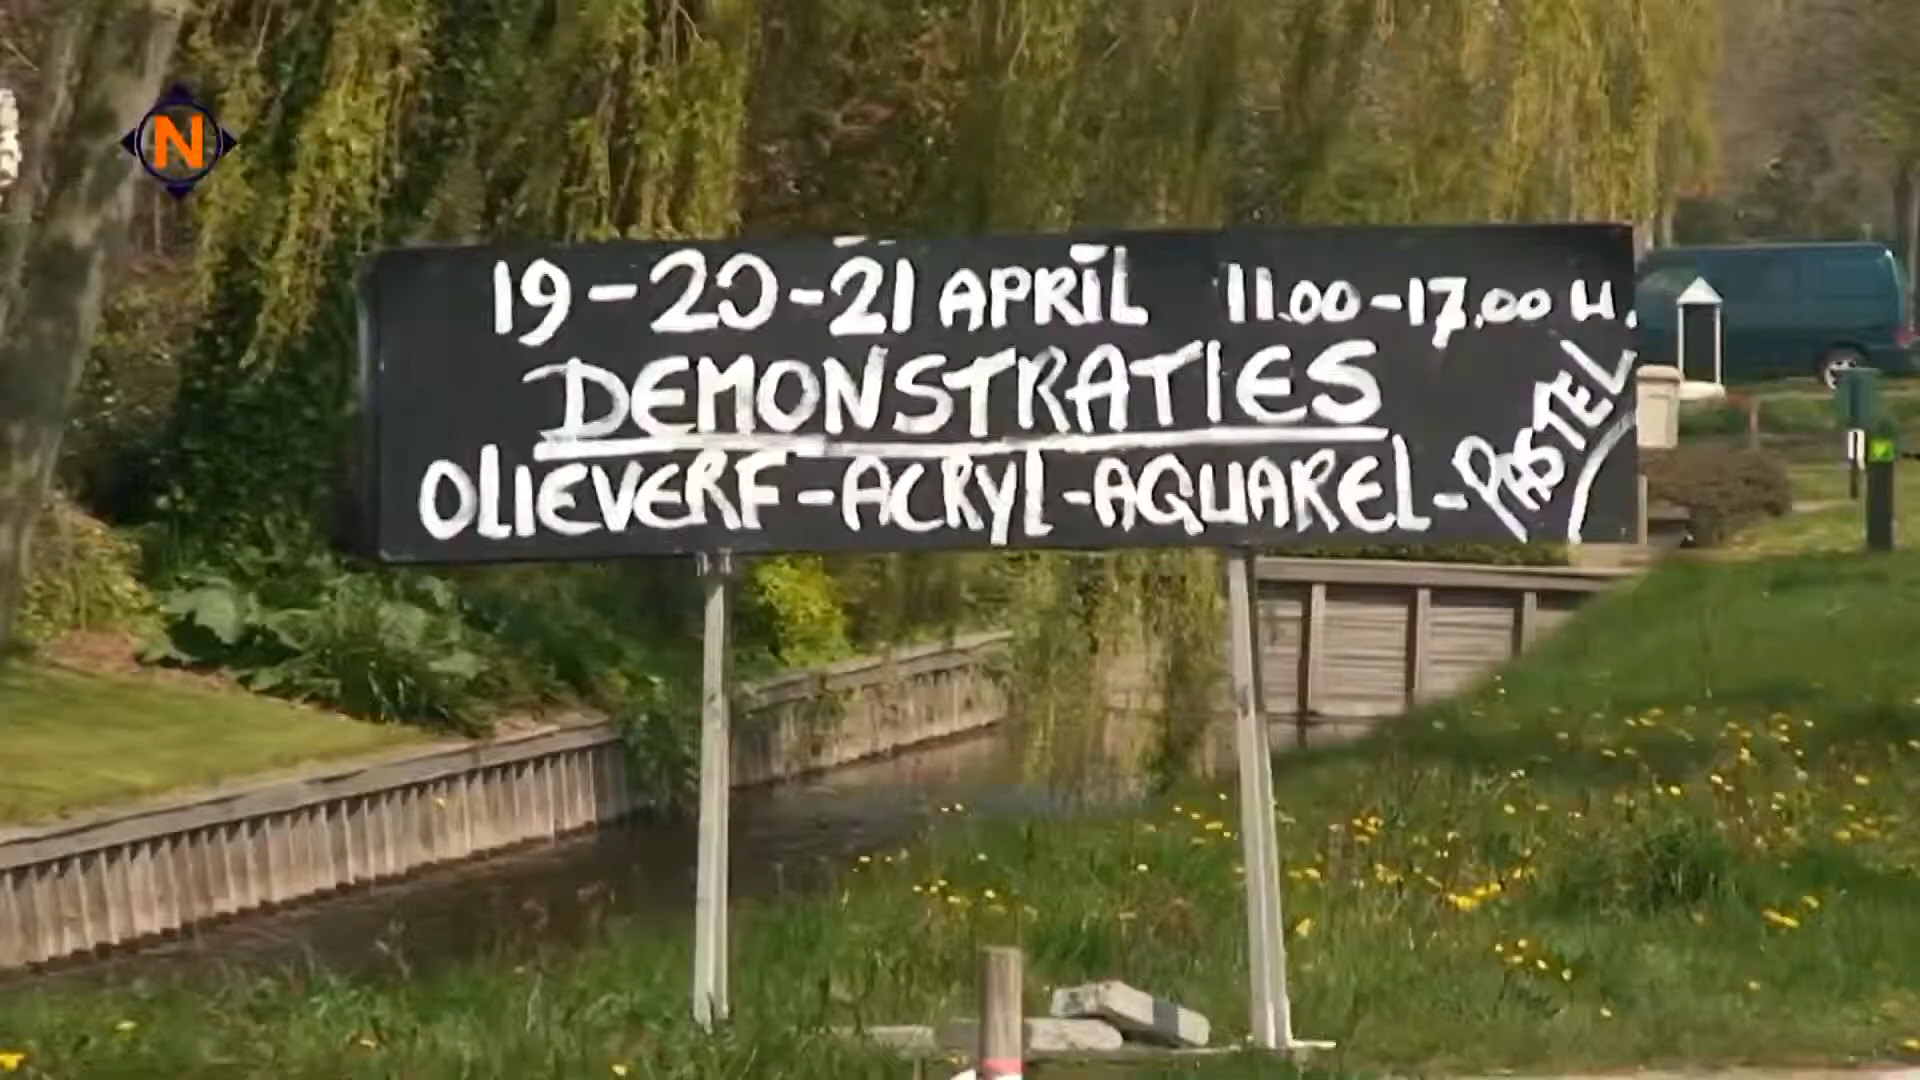 N
19-20-21 APRIL 11.00-17.00 U.
DEMONSTRATIES
OLIEVERF-ACRYL-AQUAREL-PASTEL